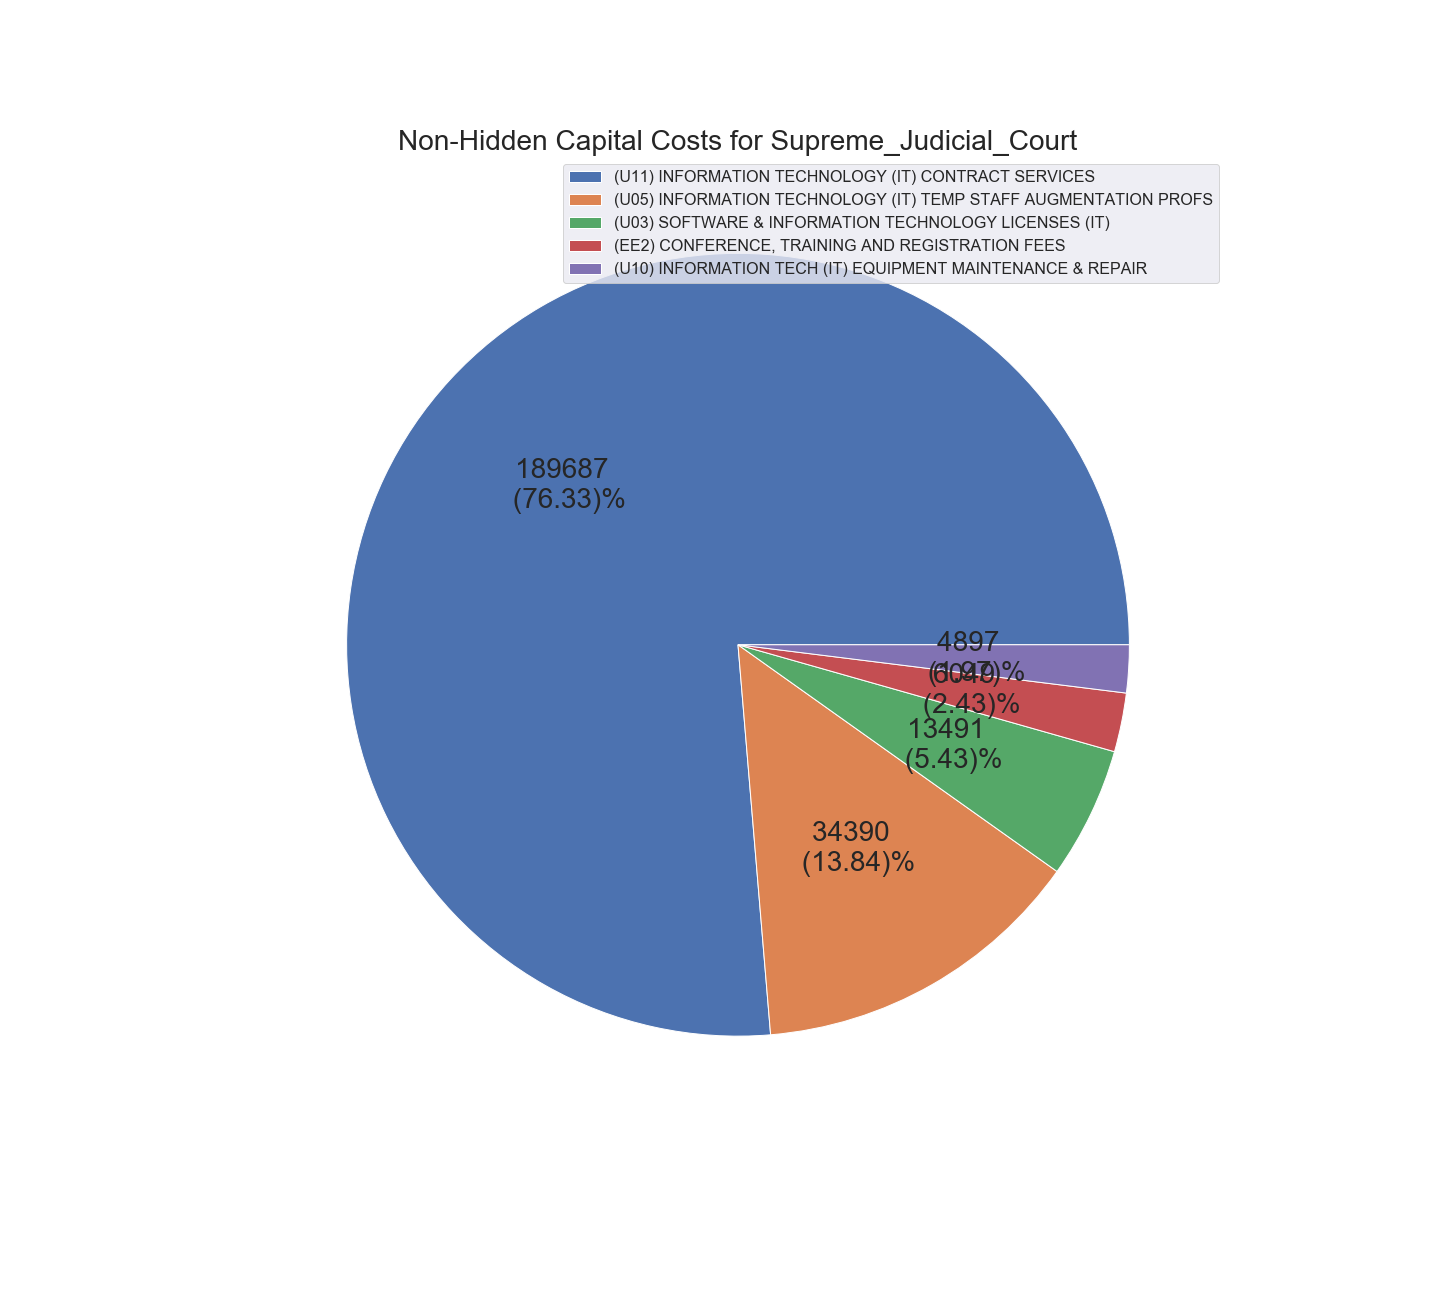 Non-Hidden Capital Costs for Supreme_Judicial_Court
(U11) INFORMATION TECHNOLOGY (IT) CONTRACT SERVICES
(U05) INFORMATION TECHNOLOGY (IT) TEMP STAFF AUGMENTATION PROFS
(U03) SOFTWARE & INFORMATION TECHNOLOGY LICENSES (IT)
(EE2) CONFERENCE, TRAINING AND REGISTRATION FEES
(U10) INFORMATION TECH (IT) EQUIPMENT MAINTENANCE & REPAIR
189687
(76.33)%
4897
(1.97)%
(2.43)%
13491
(5.43)%
34390
(13.84)%